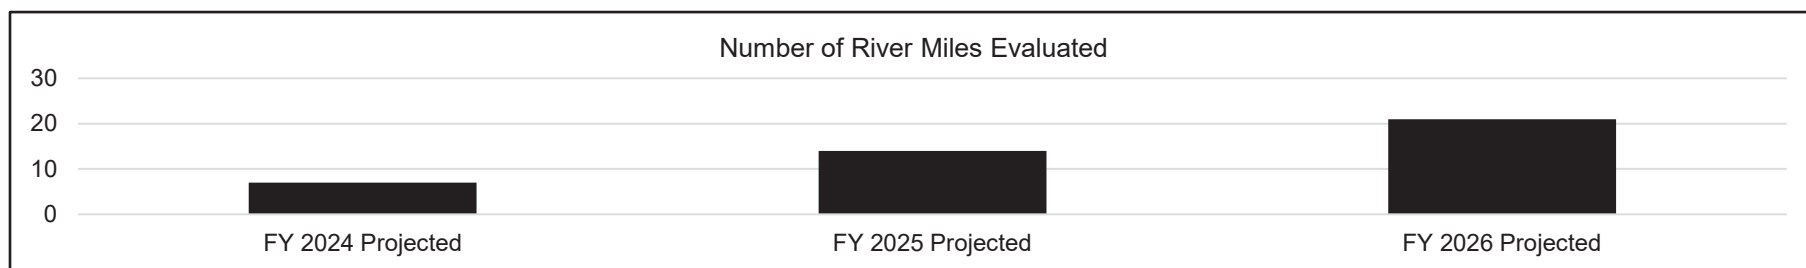 Number of River Miles Evaluated
30
20
10
0
FY 2024 Projected
FY 2025 Projected
FY 2026 Projected